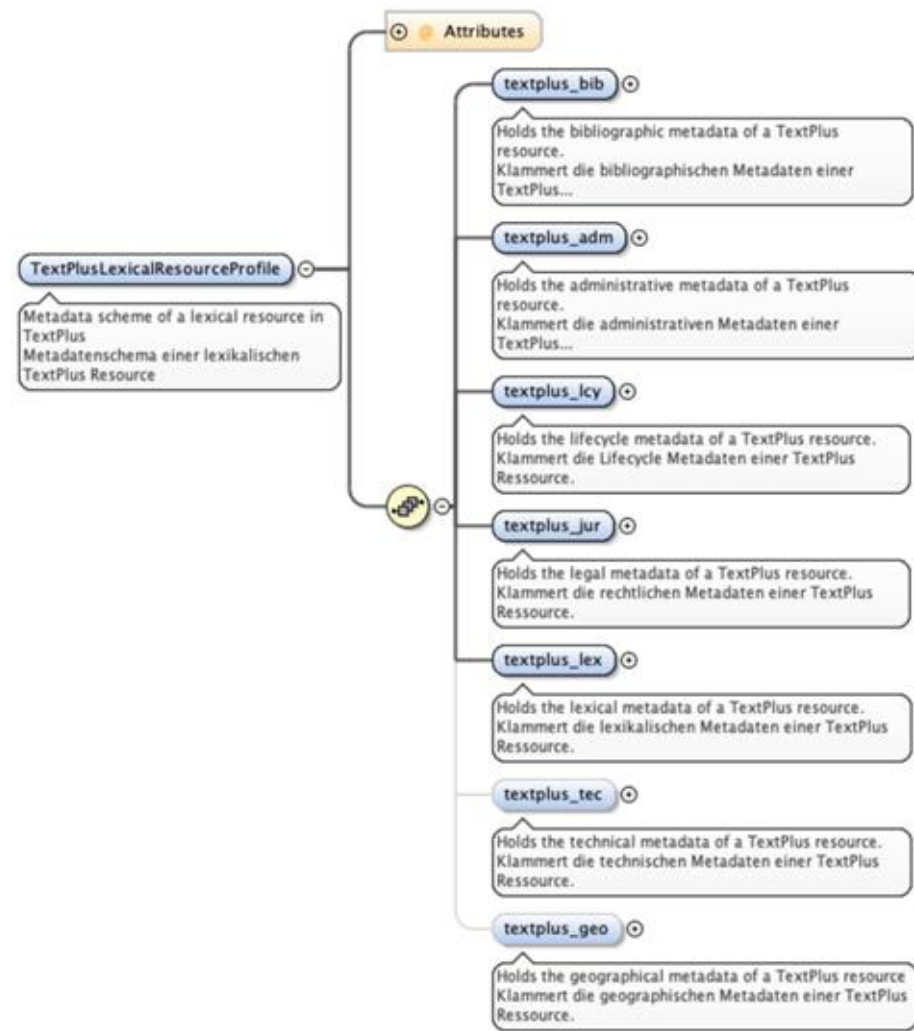 Attributes
textplus_bib
Holds the bibliographic metadata of a TextPlus
resource.
Klammert die bibliographischen Metadaten einer
TextPlus...
textplus_adm
Holds the administrative metadata of a TextPlus
resource.
Klammert die administrativen Metadaten einer
TextPlus...
TextPlusLexicalResourceProfile
Metadata scheme of a lexical resource in
TextPlus
Metadatenschema einer lexikalischen
TextPlus Resource
textplus_lcy
Holds the lifecycle metadata of a TextPlus resource.
Klammert die Lifecycle Metadaten einer TextPlus
Ressource.
textplus_jur
Holds the legal metadata of a TextPlus resource.
Klammert die rechtlichen Metadaten einer TextPlus
Ressource.
textplus_lex
Holds the lexical metadata of a TextPlus resource.
Klammert die lexikalischen Metadaten einer TextPlus
Ressource.
textplus_tec
Holds the technical metadata of a TextPlus resource.
Klammert die technischen Metadaten einer TextPlus
Ressource.
textplus_geo
Holds the geographical metadata of a TextPlus resource
Klammert die geographischen Metadaten einer TextPlus
Ressource.